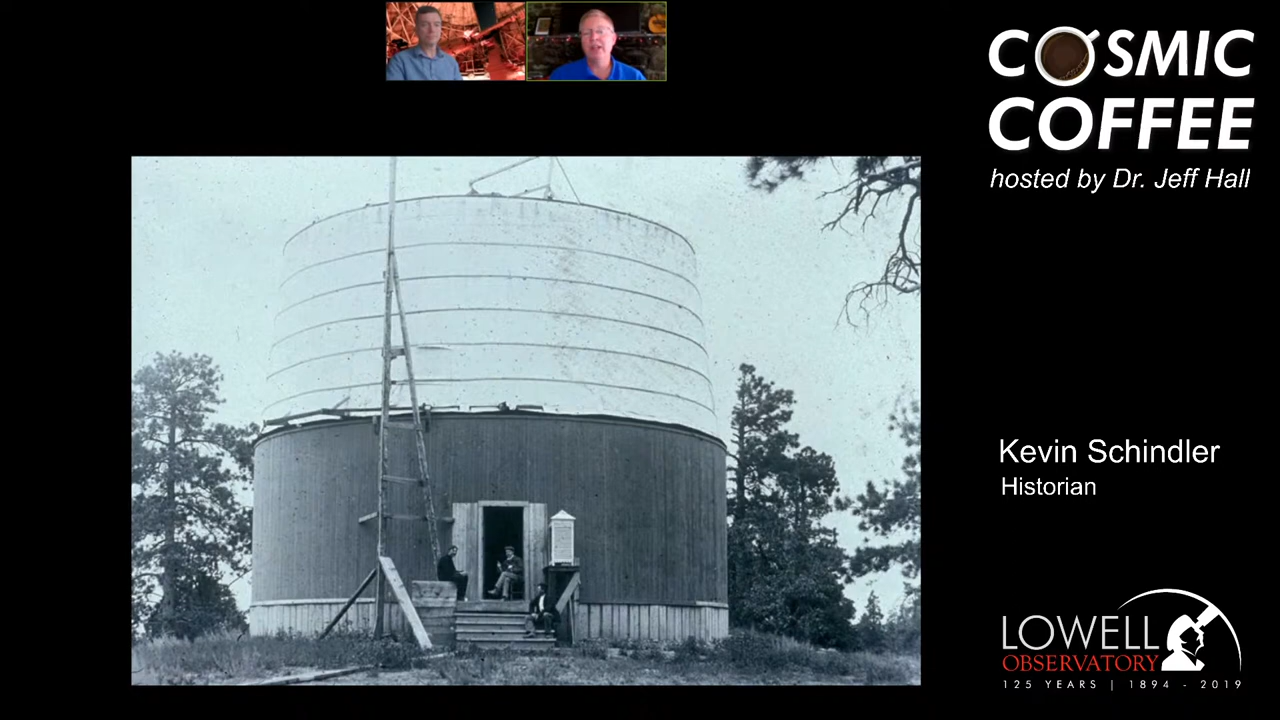 COSMIC
COFFEE
hosted by Dr. Jeff Hall
Kevin Schindler
Historian
LOWELL
OBSERVATORY
125 YEARS | 1894 - 2019